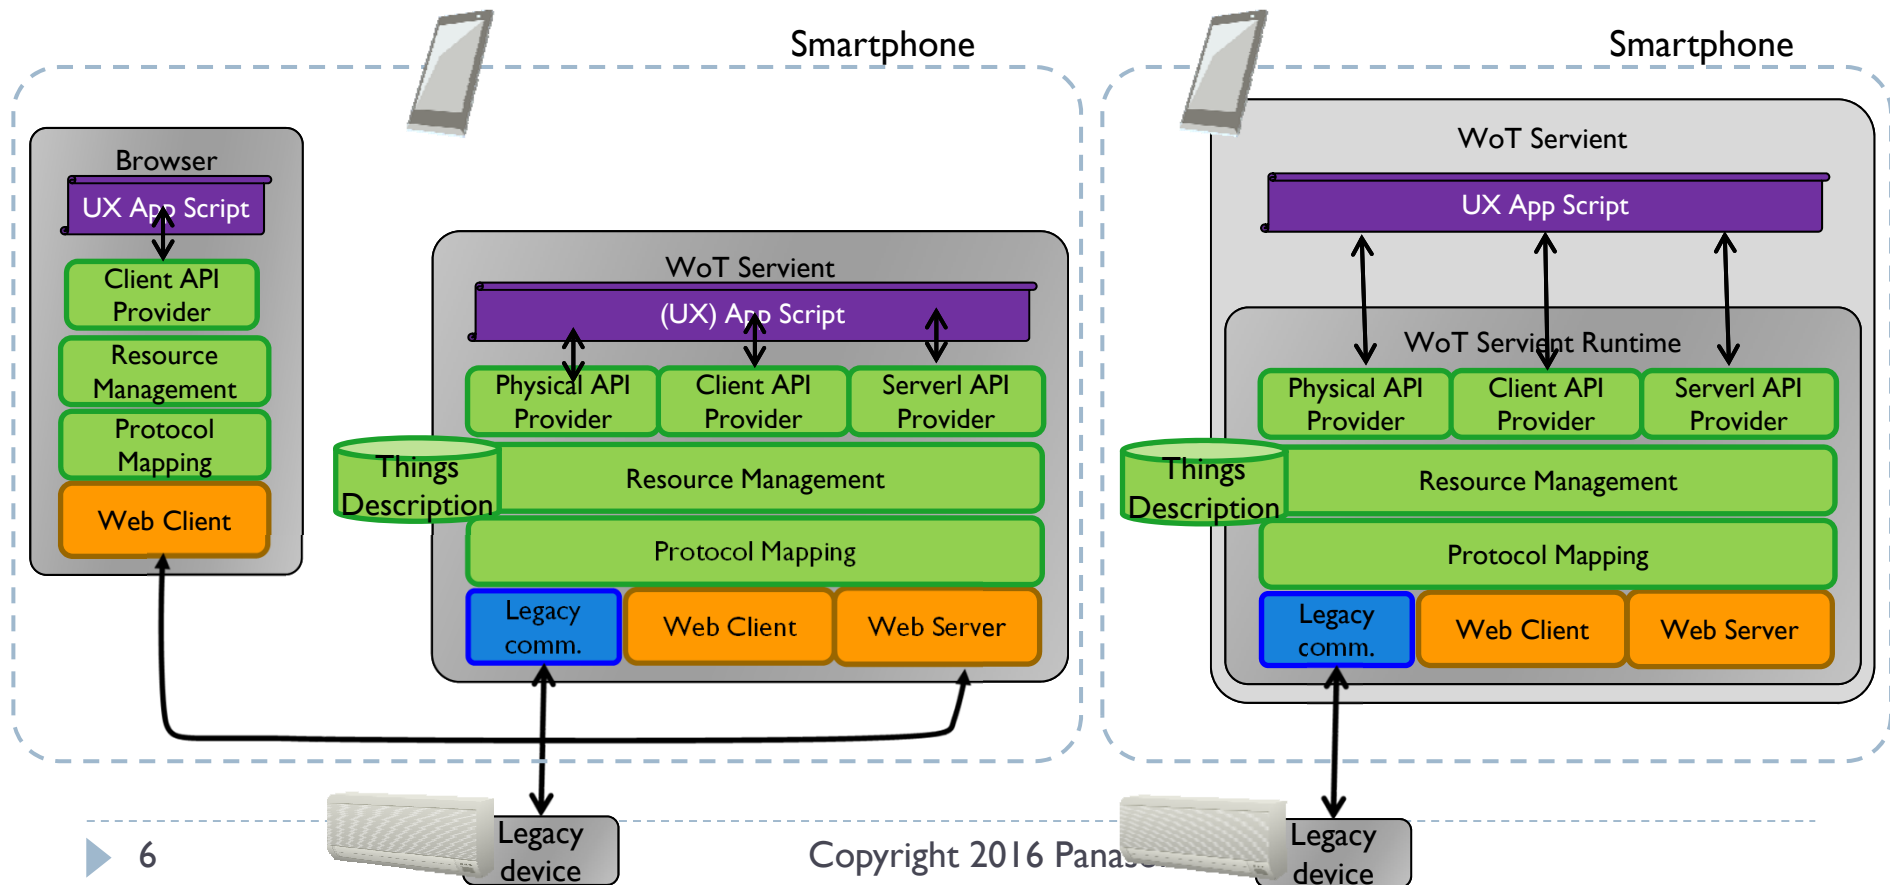 Smartphone
Browser
UX App Script
Client API
Provider
Resource
Management
Protocol
Mapping
Web Client
WoT Servient
(UX) App Script
Physical API
Provider
Client API
Provider
Serverl API
Provider
Things
Description
Resource Management
Protocol Mapping
Legacy
comm.
Web Client
Web Server
Legacy
device
Smartphone
WoT Servient
UX App Script
WoT Servient Runtime
Physical API
Provider
Client API
Provider
Serverl API
Provider
Things
Description
Resource Management
Protocol Mapping
Legacy
comm.
Web Client
Web Server
Legacy
device
6
Copyright 2016